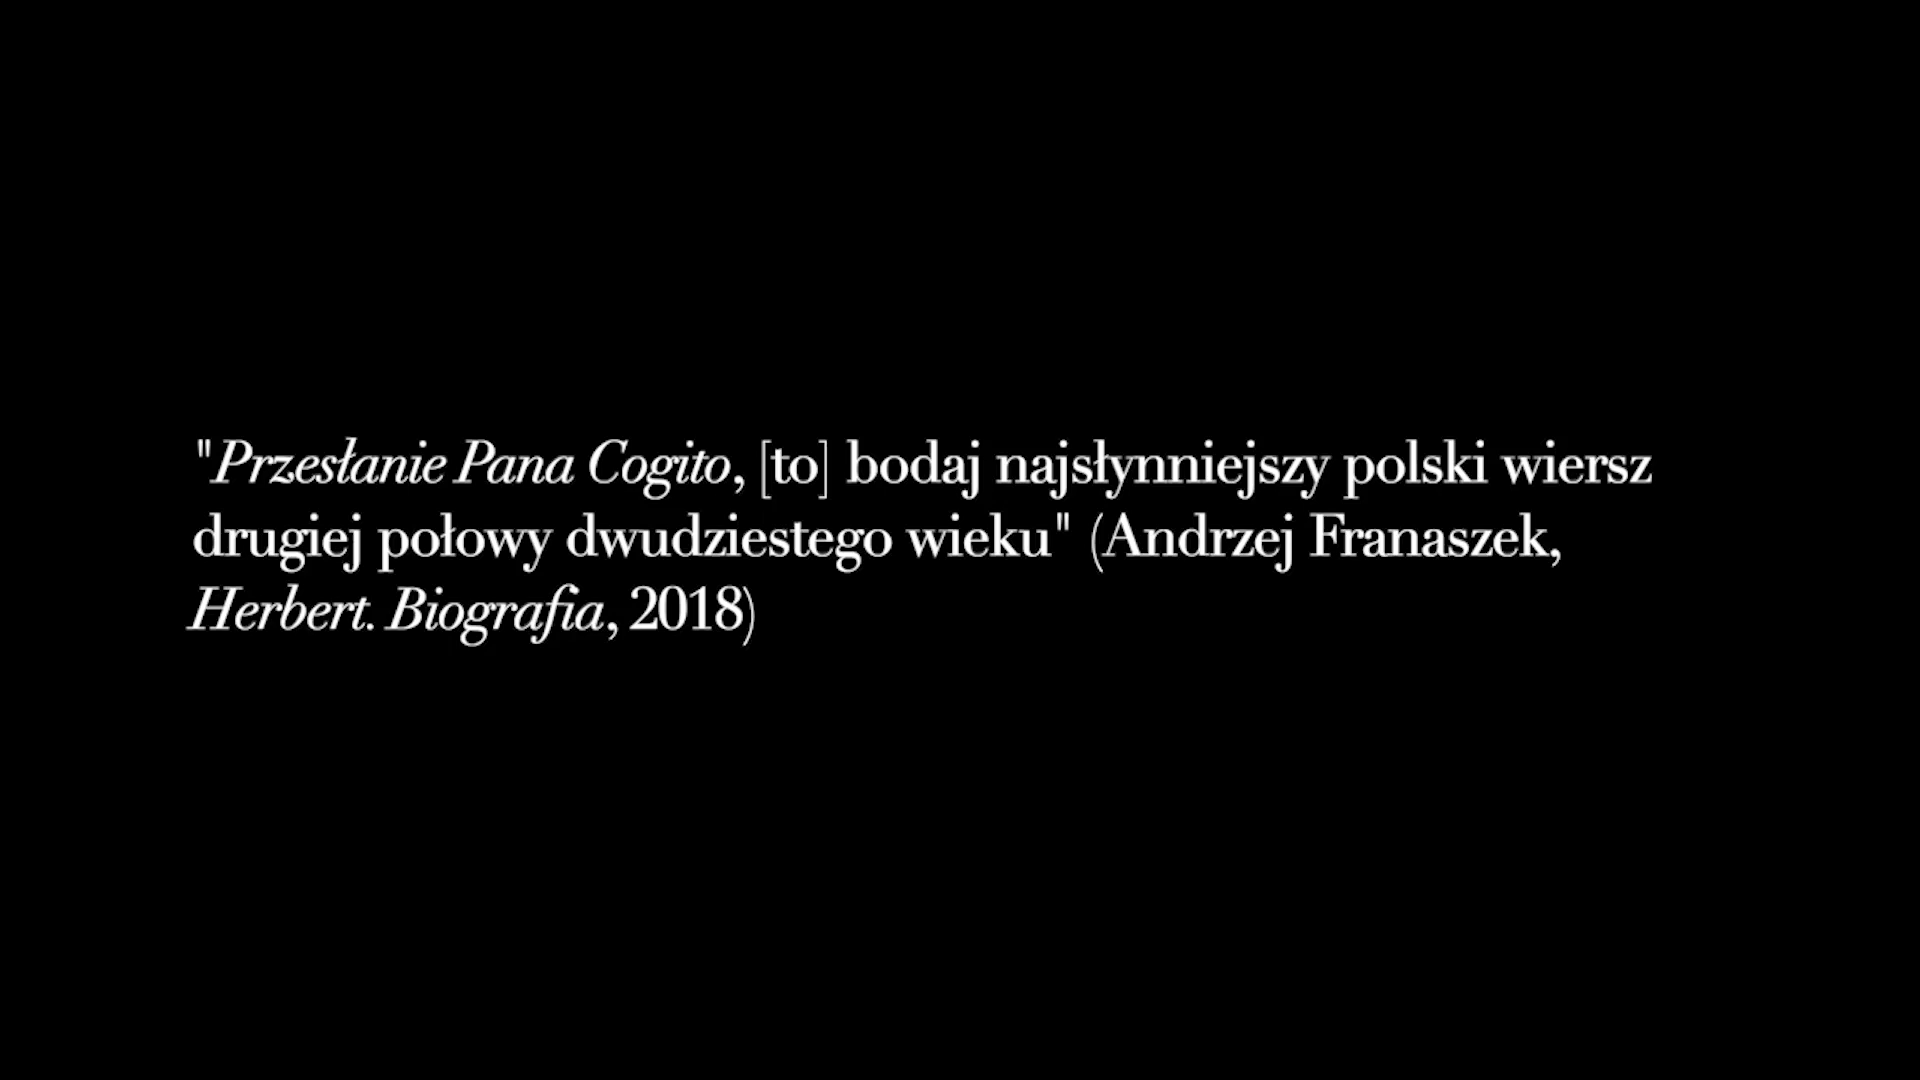 "Przesłanie Pana Cogito, [to] bodaj najsłynniejszy polski wiersz
drugiej połowy dwudziestego wieku" (Andrzej Franaszek,
Herbert. Biografia, 2018)